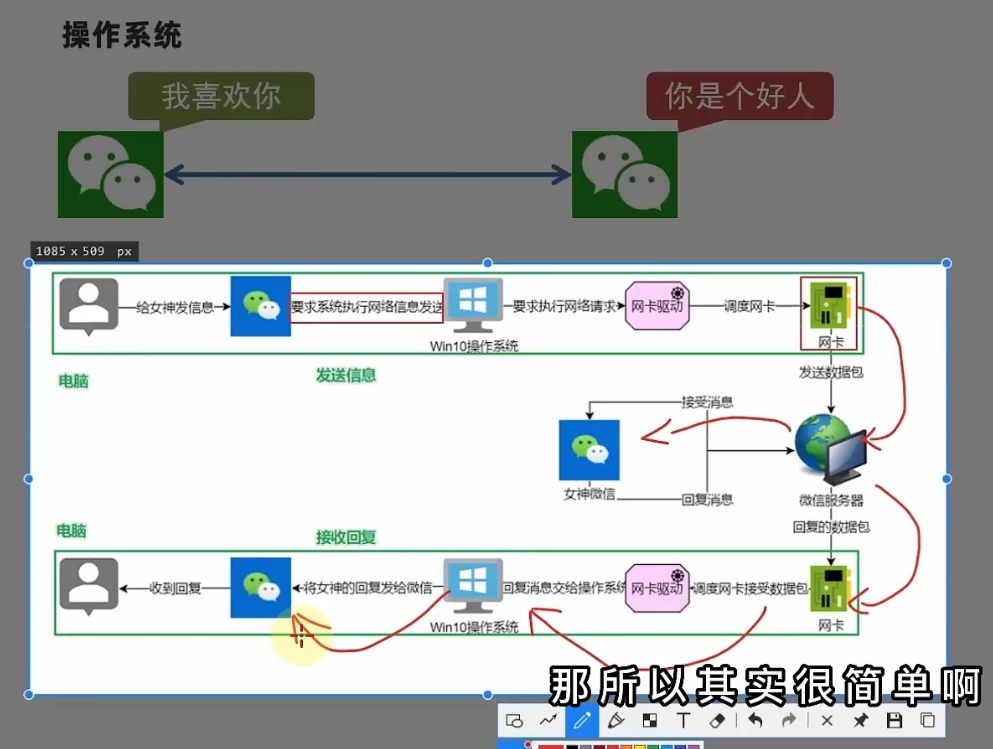 操作系统
我喜欢你
你是个好人
1085 x 509 px
给女神发信息
要求系统执行网络信息发送
要求执行网络请求
网卡驱动
调度网卡
Win10操作系统
网卡
电脑
发送信息
发送数据包
接受消息
女神微信
回复消息
微信服务器
回复的数据包
电脑
接收回复
收到回复
将女神的回复发给微信
回复消息交给操作系统
网卡驱动
调度网卡接受数据包
Win10操作系统
网卡
那所以其实很简单啊
T